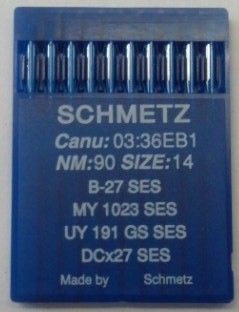 SCHMETZ
Canu: 03:36EB1
NM:90 SIZE:14
B-27 SES
MY 1023 SES
UY 191 GS SES
DCx27 SES
Made by Schmetz